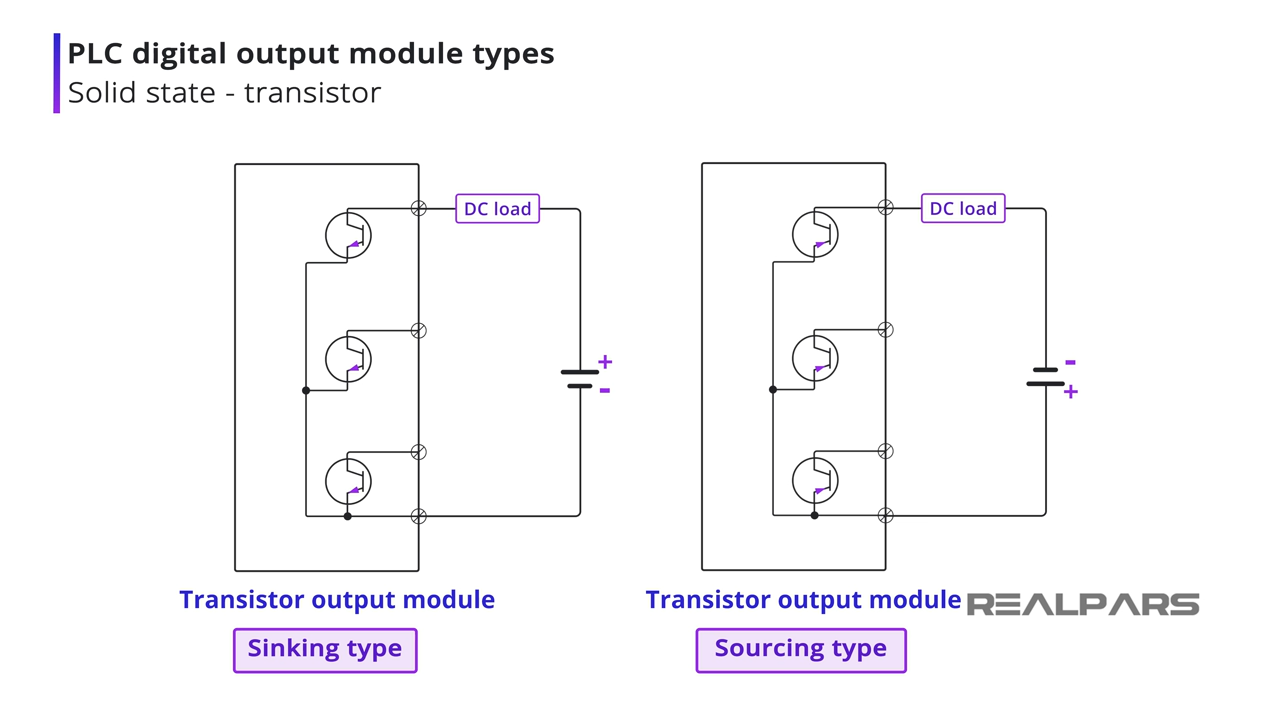 PLC digital output module types
Solid state - transistor
DC load
DC load
+
-
-
+
Transistor output module
Transistor output module
REALPARS
Sinking type
Sourcing type